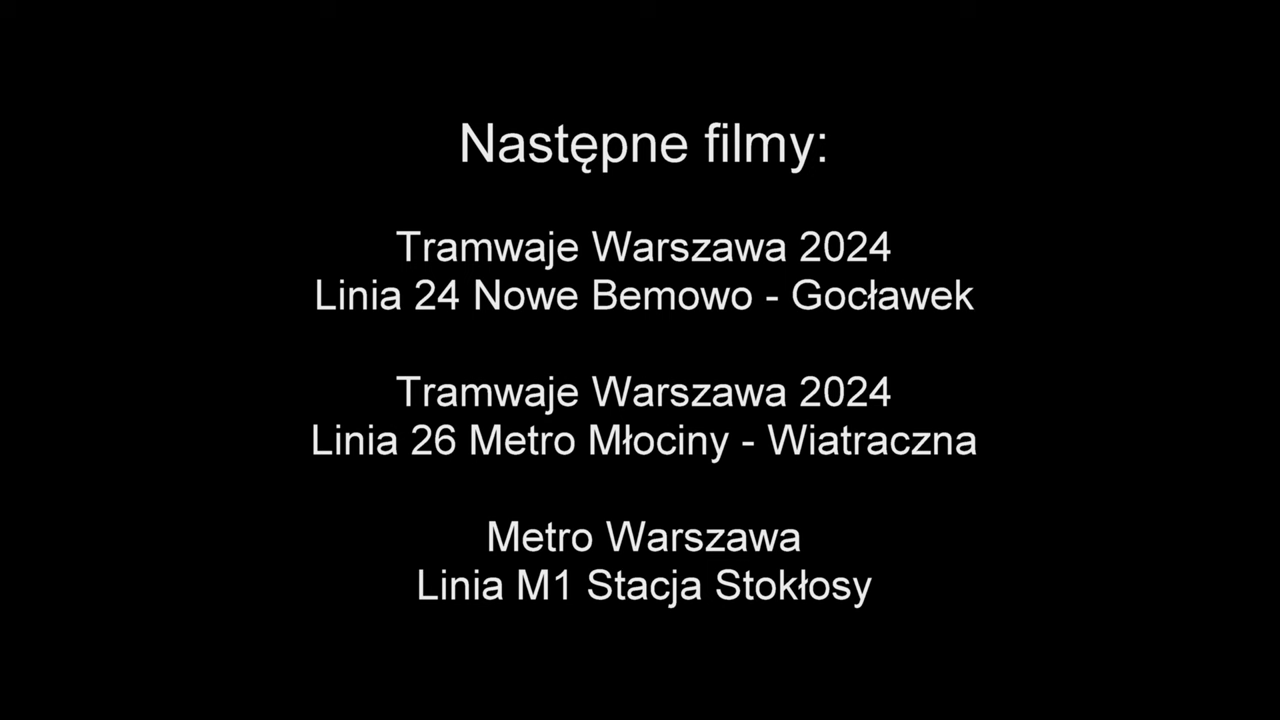 Następne filmy:
Tramwaje Warszawa 2024
Linia 24 Nowe Bemowo - Gocławek
Tramwaje Warszawa 2024
Linia 26 Metro Młociny - Wiatraczna
Metro Warszawa
Linia M1 Stacja Stokłosy